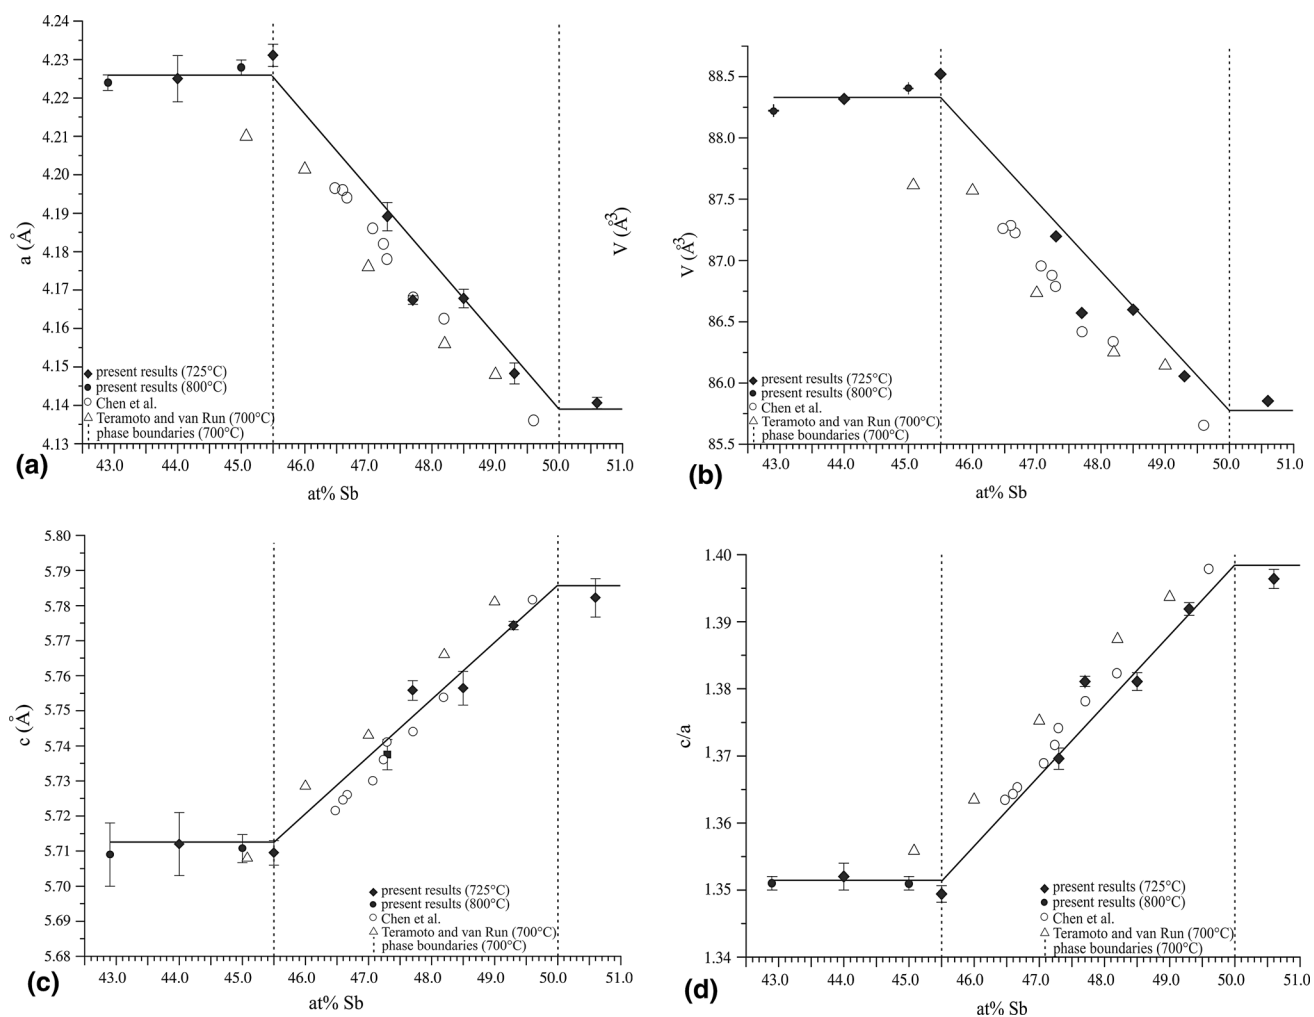 4.24
4.23
4.22
4.21
4.20
4.19
4.18
4.17
4.16
4.15
4.14
4.13
a (Å)
present results (725°C)
present results (800°C)
Chen et al.
Teramoto and van Run (700°C)
phase boundaries (700°C)
43.0 44.0 45.0 46.0 47.0 48.0 49.0 50.0 51.0
(a)
at% Sb
V (Å³)
88.5
88.0
87.5
87.0
86.5
86.0
85.5
V (Å³)
present results (725°C)
present results (800°C)
Chen et al.
Teramoto and van Run (700°C)
phase boundaries (700°C)
43.0 44.0 45.0 46.0 47.0 48.0 49.0 50.0 51.0
(b)
at% Sb
5.80
5.79
5.78
5.77
5.76
5.75
5.74
5.73
5.72
5.71
5.70
5.69
5.68
c (Å)
present results (725°C)
present results (800°C)
Chen et al.
Teramoto and van Run (700°C)
phase boundaries (700°C)
43.0 44.0 45.0 46.0 47.0 48.0 49.0 50.0 51.0
(c)
at% Sb
1.40
1.39
1.38
1.37
1.36
1.35
1.34
c/a
present results (725°C)
present results (800°C)
Chen et al.
Teramoto and van Run (700°C)
phase boundaries (700°C)
43.0 44.0 45.0 46.0 47.0 48.0 49.0 50.0 51.0
(d)
at% Sb